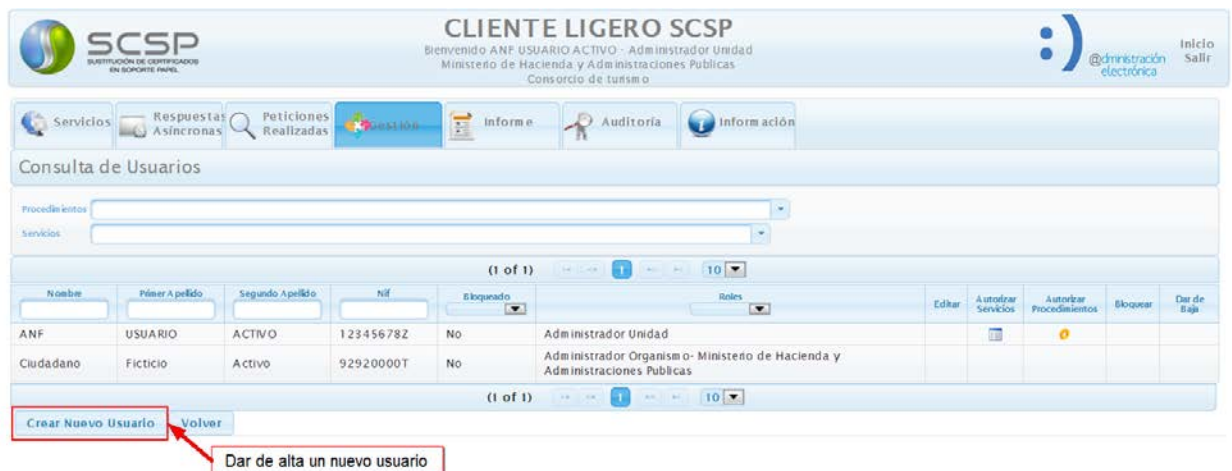 SCSP
SUSTITUCIÓN DE CERTIFICADOS
EN SOPORTE PAPEL
CLIENTE LIGERO SCSP
Bienvenido ANF USUARIO ACTIVO - Administrador Unidad
Ministerio de Hacienda y Administraciones Publicas
Consorcio de turismo
:)
@dministración
electrónica
Inicio
Salir
Servicios
Respuestas
Asíncronas
Peticiones
Realizadas
Gestión
Informe
Auditoría
Información
Consulta de Usuarios
Procedimientos
Servicios
(1 of 1) 1 10
Nombre Primer Apellido Segundo Apellido Nif Bloqueado Roles Editar Autorizar Servicios Autorizar Procedimientos Bloquear Dar de Baja
ANF USUARIO ACTIVO 12345678Z No Administrador Unidad
Ciudadano Ficticio Activo 92920000T No Administrador Organismo- Ministerio de Hacienda y
Administraciones Publicas
(1 of 1) 1 10
Crear Nuevo Usuario Volver
Dar de alta un nuevo usuario